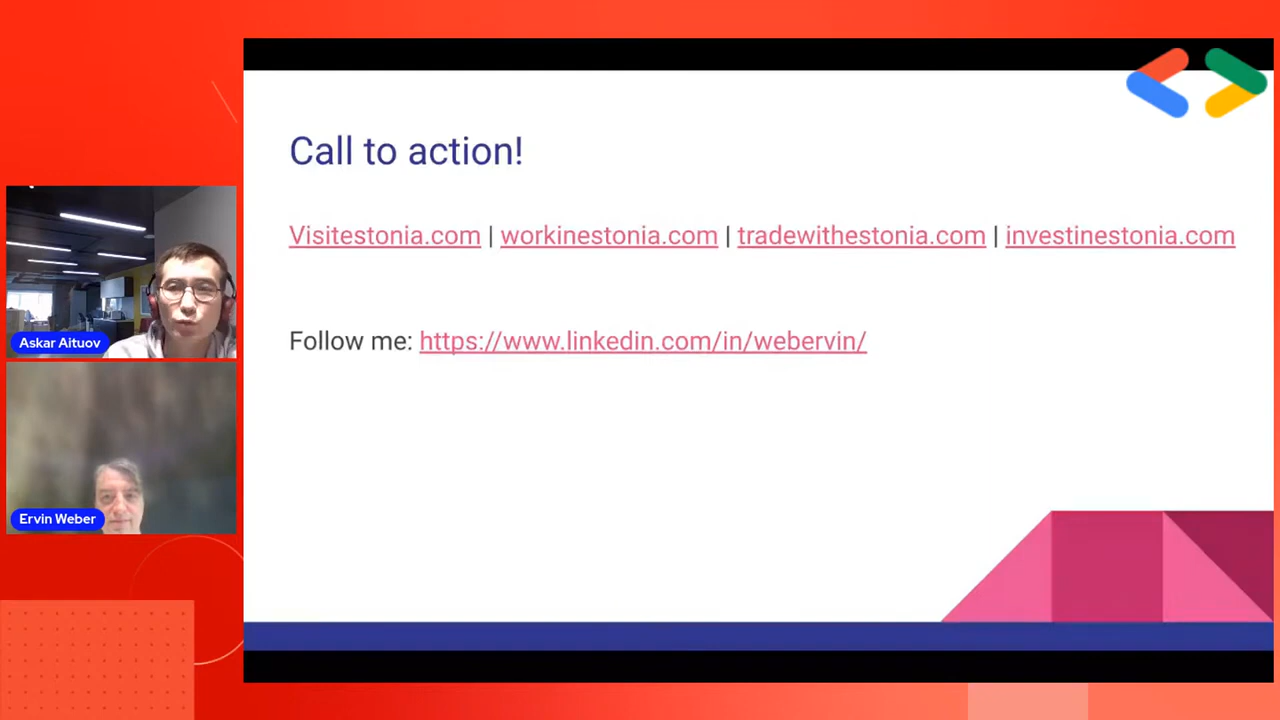 Call to action!
Visitestonia.com | workinestonia.com | tradewithestonia.com | investinestonia.com
Follow me: https://www.linkedin.com/in/webervin/
Askar Aituov
Ervin Weber